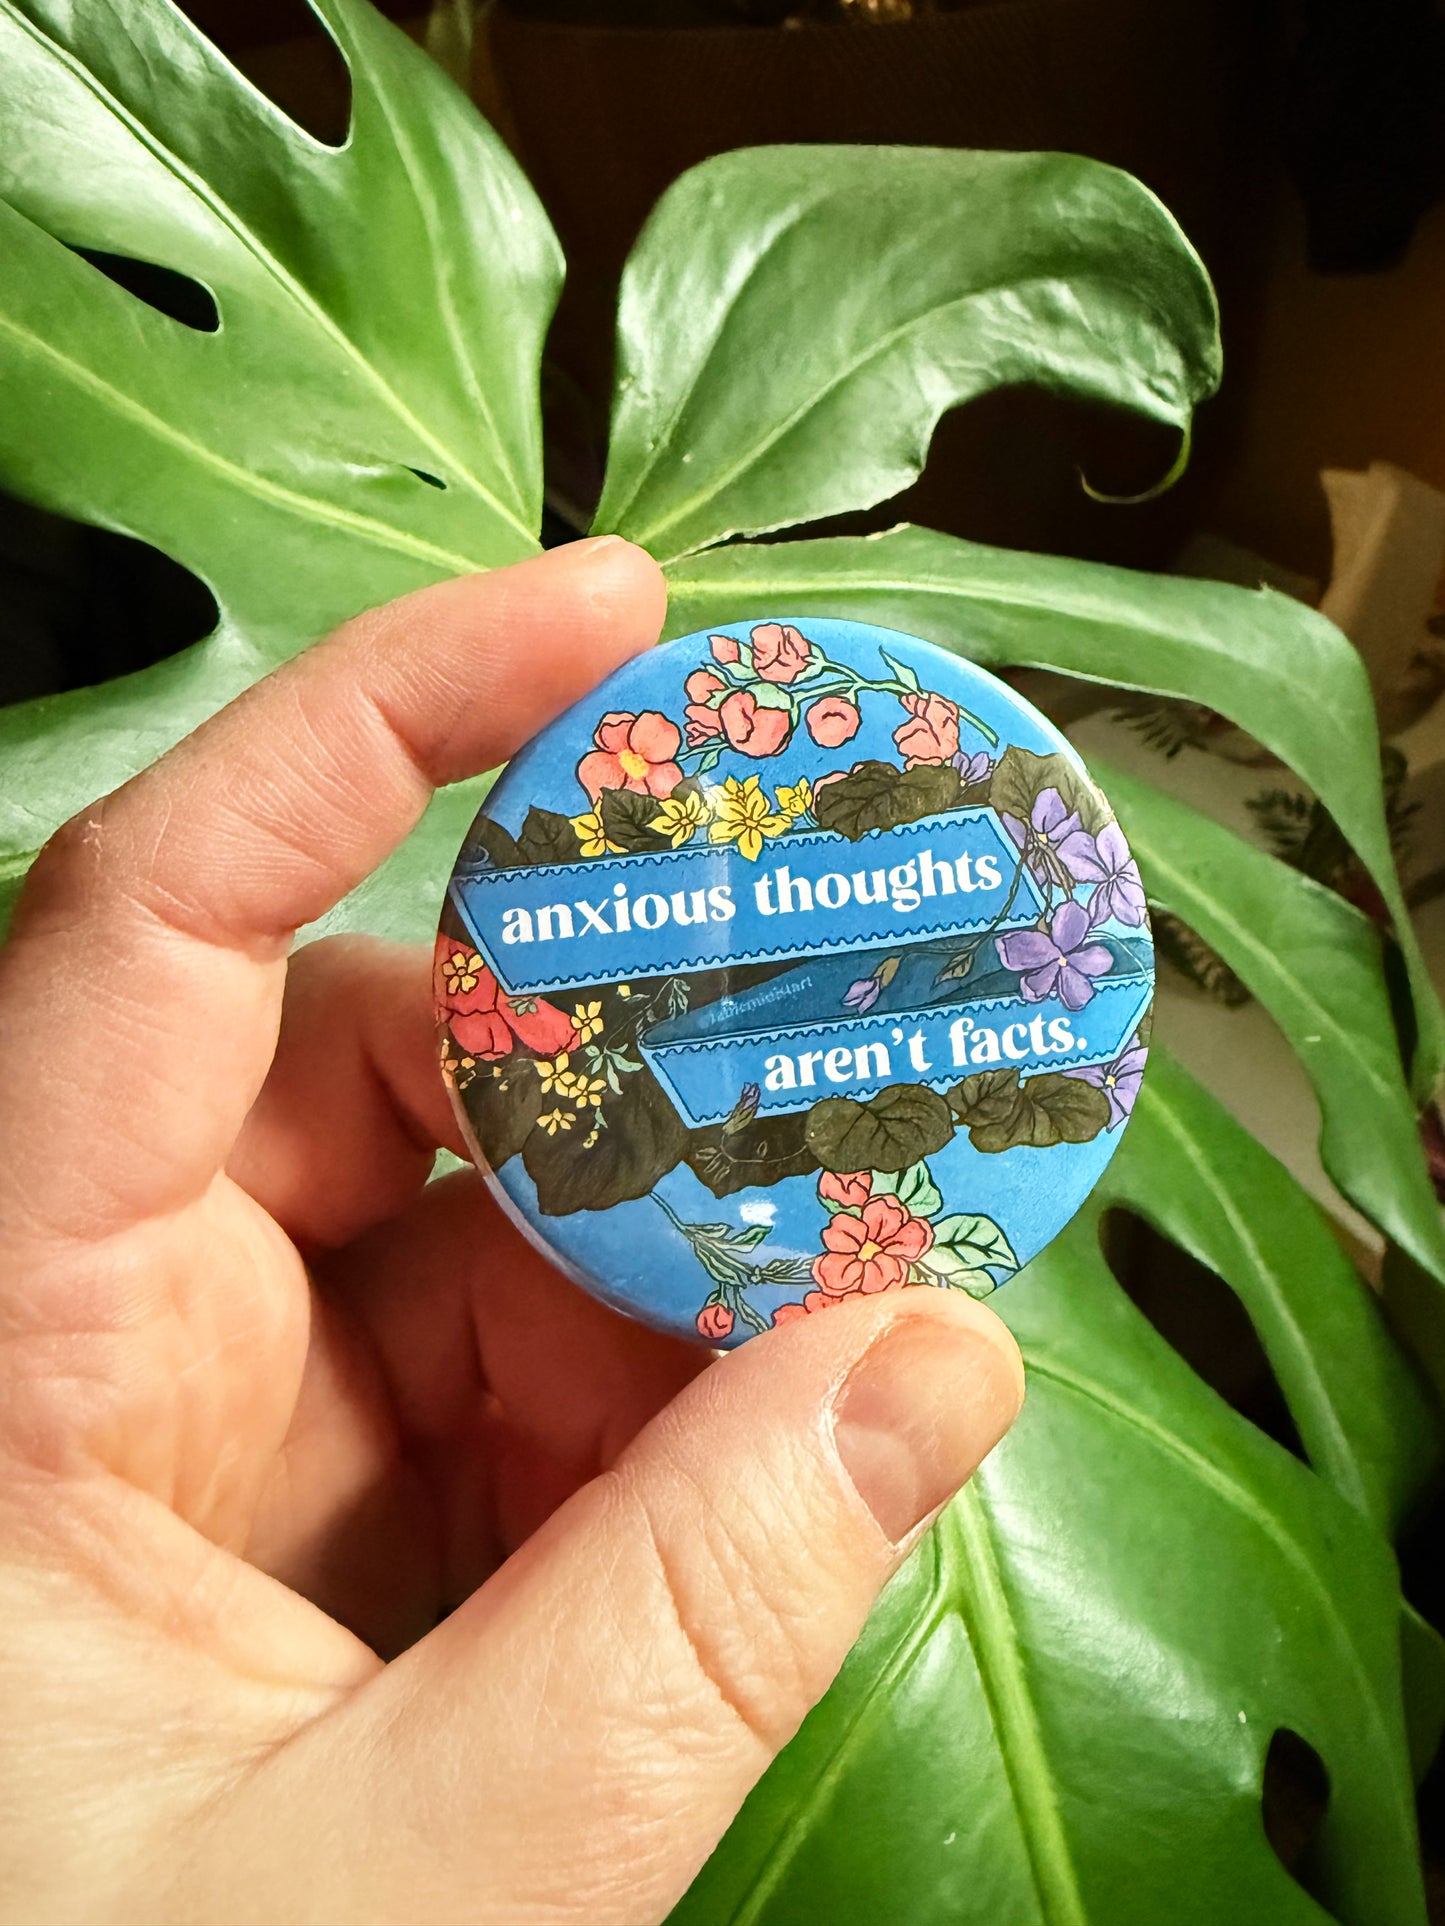 anxious thoughts
aren't facts.